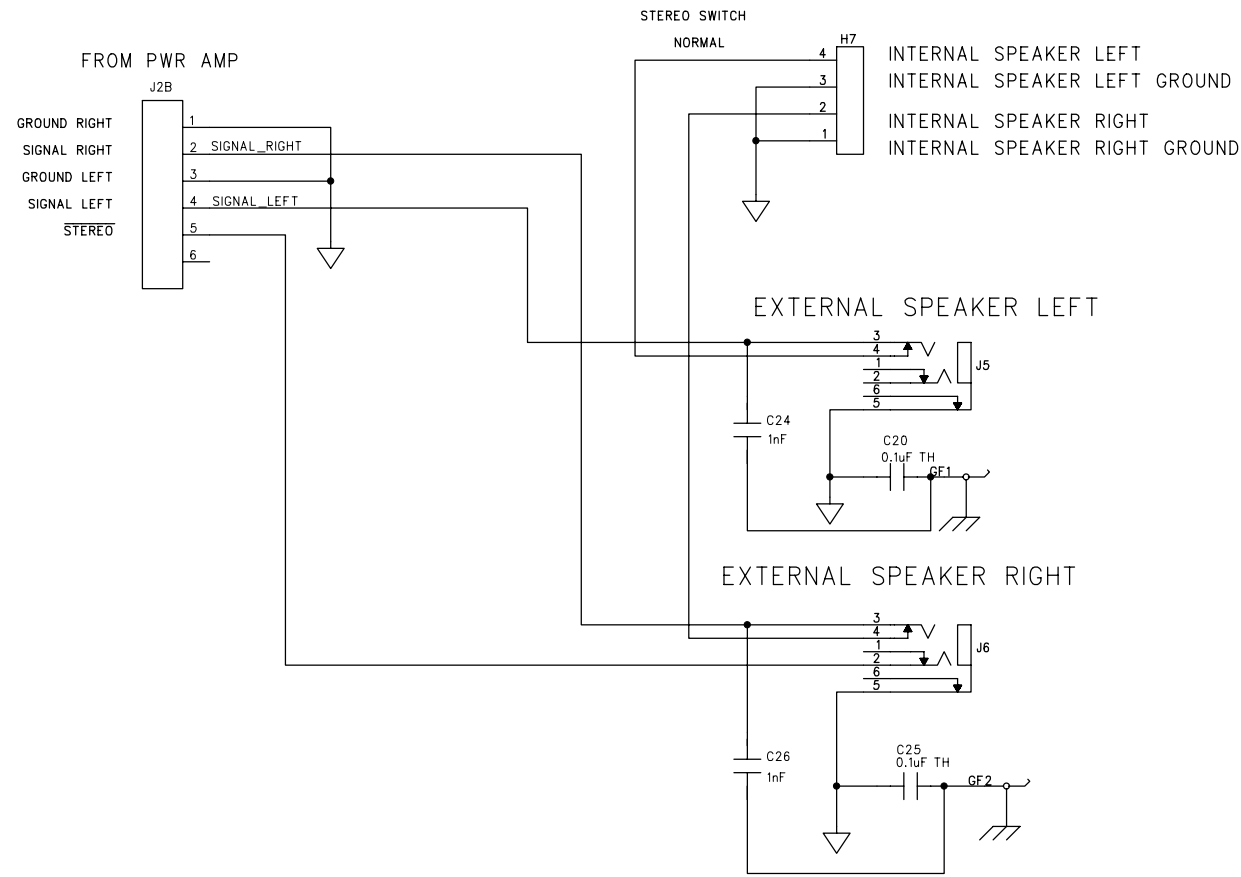 STEREO SWITCH
NORMAL
FROM PWR AMP
J2B
GROUND RIGHT
1
SIGNAL RIGHT
2 SIGNAL_RIGHT
GROUND LEFT
3
SIGNAL LEFT
4 SIGNAL_LEFT
STEREO
5
6
H7
4 INTERNAL SPEAKER LEFT
3 INTERNAL SPEAKER LEFT GROUND
2 INTERNAL SPEAKER RIGHT
1 INTERNAL SPEAKER RIGHT GROUND
EXTERNAL SPEAKER LEFT
3
4
1
2
6
5
J5
C24
1nF
C20
0.1uF TH
GF1
EXTERNAL SPEAKER RIGHT
3
4
1
2
6
5
J6
C26
1nF
C25
0.1uF TH
GF2